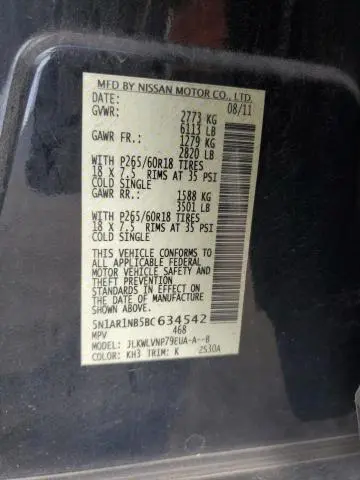 MFD BY NISSAN MOTOR CO., LTD.
DATE: 08/11
GVWR: 2773 KG
6113 LB
GAWR FR.: 1279 KG
2820 LB
WITH P265/60R18 TIRES
18 X 7.5 RIMS AT 35 PSI
COLD SINGLE
GAWR RR.: 1588 KG
3501 LB
WITH P265/60R18 TIRES
18 X 7.5 RIMS AT 35 PSI
COLD SINGLE
THIS VEHICLE CONFORMS TO
ALL APPLICABLE FEDERAL
MOTOR VEHICLE SAFETY
STANDARDS IN EFFECT ON
THE DATE OF MANUFACTURE
SHOWN ABOVE.
5N1AR1NB5BC634542
MPV 468
MODEL: JLKWLVNP79EUA-A--B
COLOR: KH3 TRIM: K 2S30A